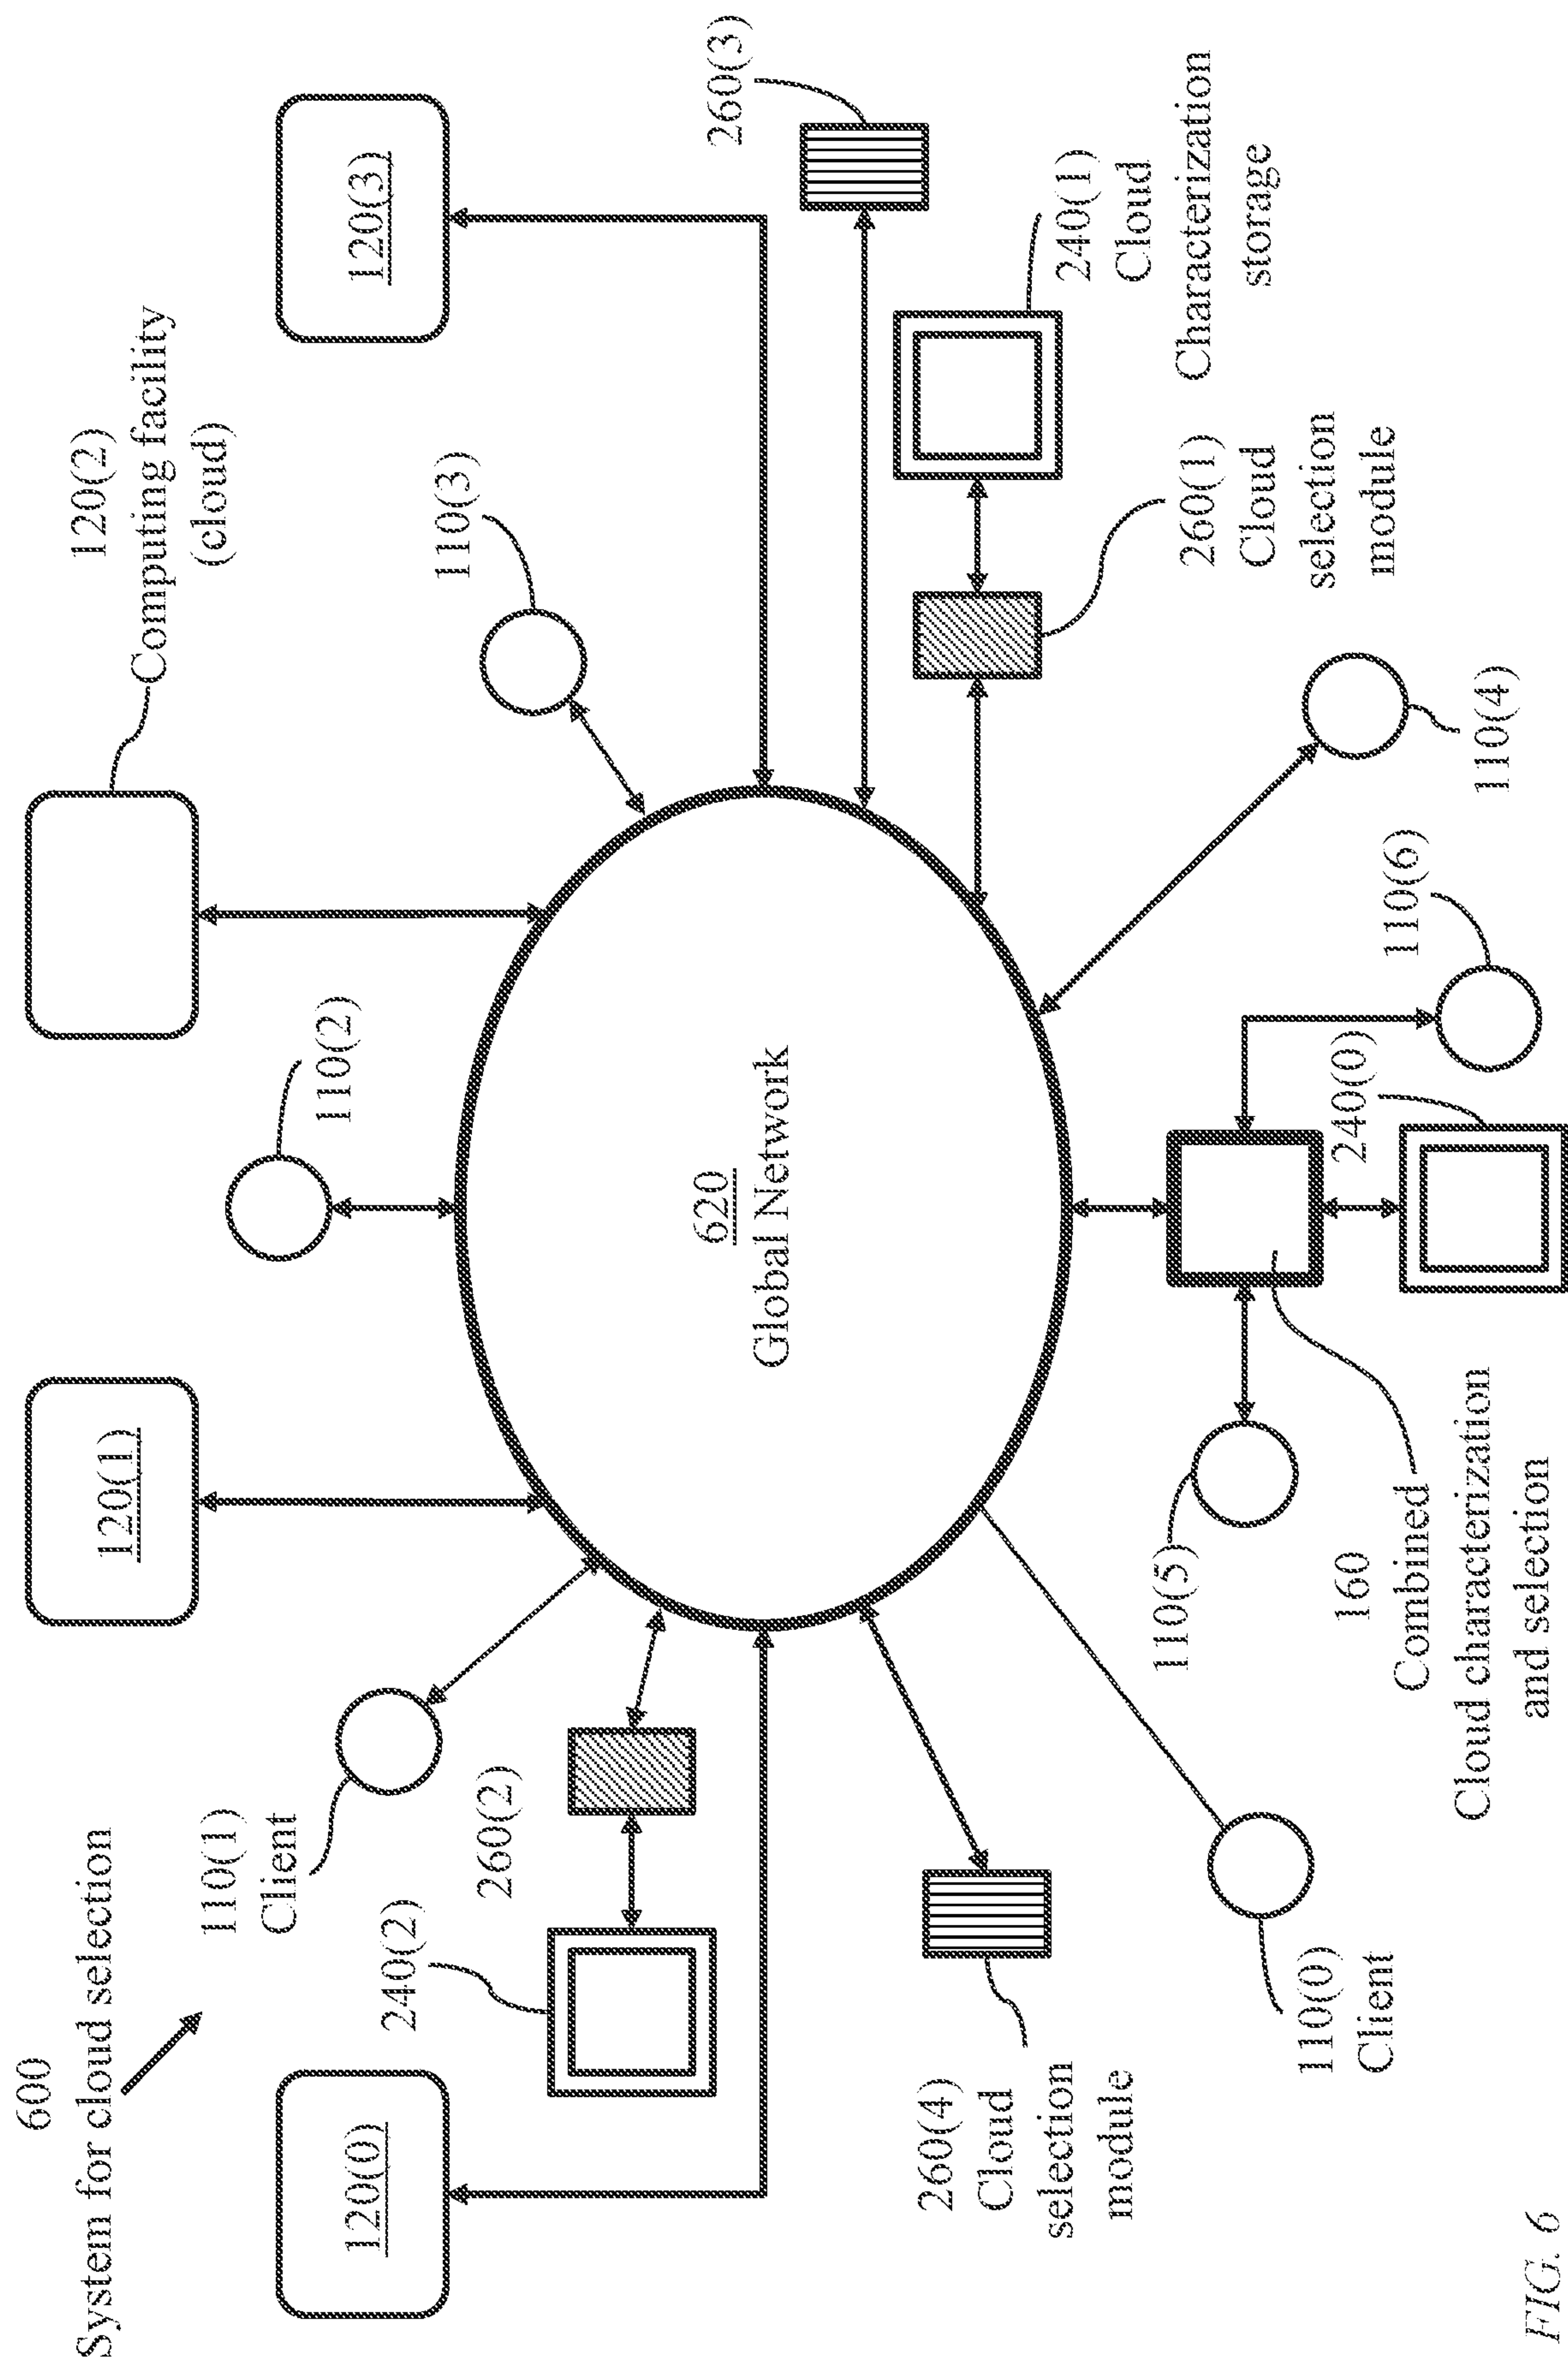 600
System for cloud selection
120(0)
120(1)
120(2)
Computing facility
(cloud)
120(3)
110(1)
Client
110(2)
110(3)
240(2)
260(2)
620
Global Network
260(3)
240(1)
Cloud
Characterization
storage
260(1)
Cloud
selection
module
260(4)
Cloud
selection
module
110(0)
Client
110(5)
160
Combined
Cloud characterization
and selection
240(0)
110(6)
110(4)
FIG. 6